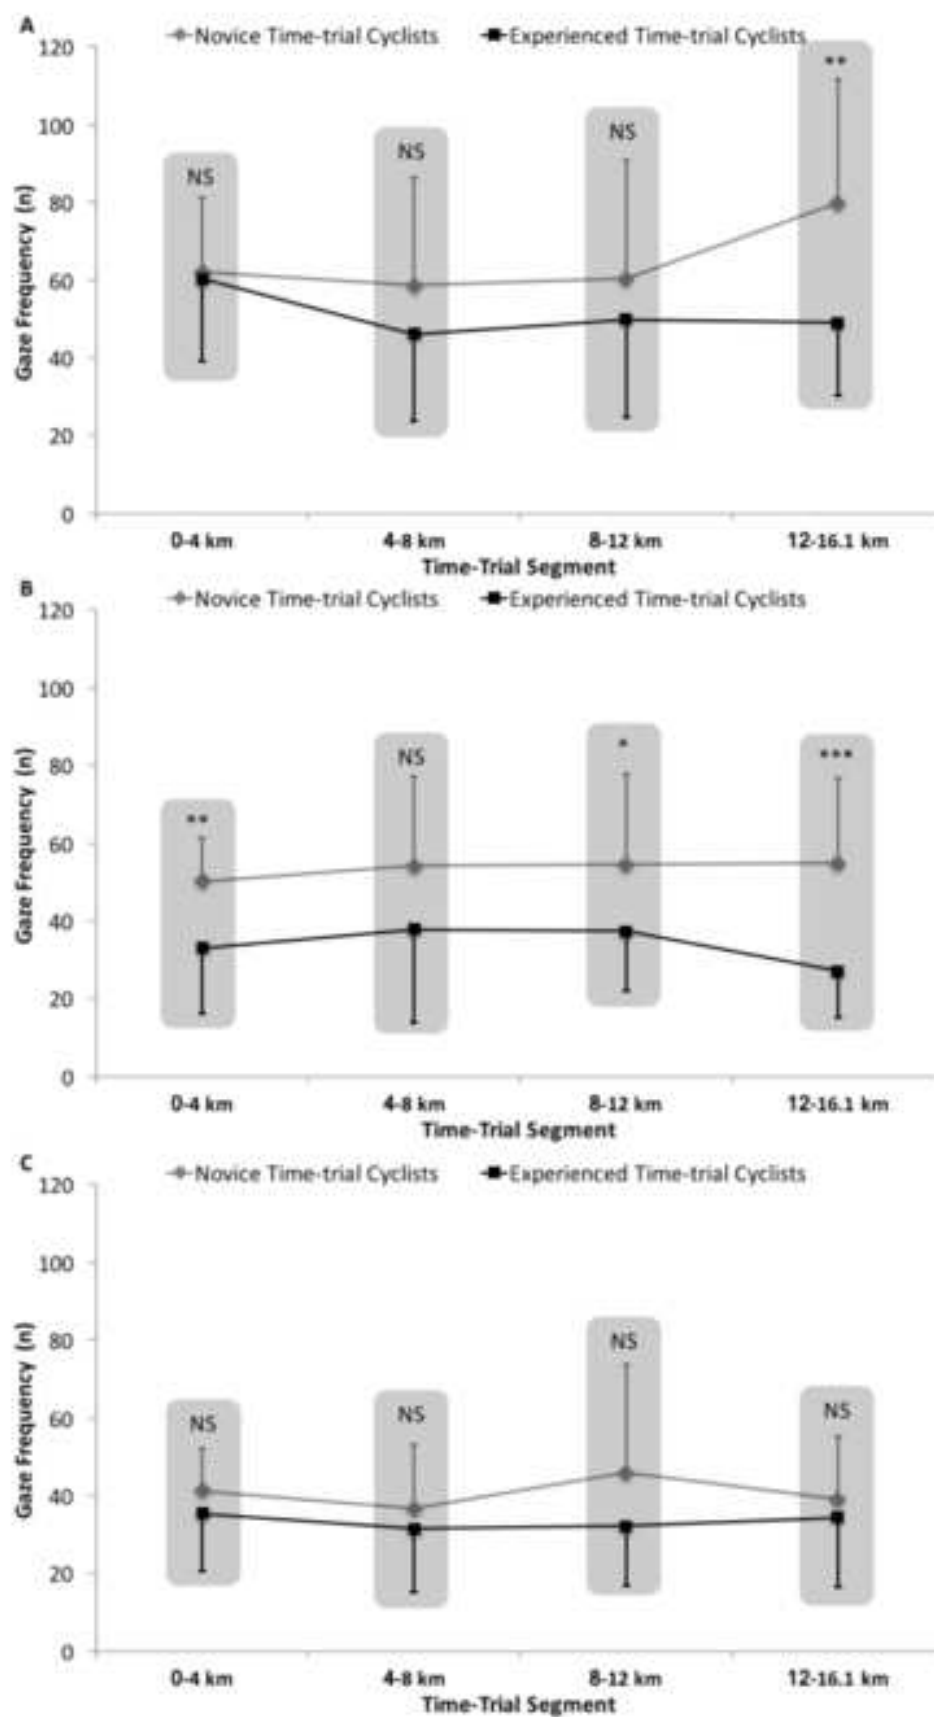 A
Novice Time-trial Cyclists Experienced Time-trial Cyclists
120
100
80
60
40
20
0
Gaze Frequency (n)
NS NS NS **
0-4 km 4-8 km 8-12 km 12-16.1 km
Time-Trial Segment
B
Novice Time-trial Cyclists Experienced Time-trial Cyclists
120
100
80
60
40
20
0
Gaze Frequency (n)
** NS * ***
0-4 km 4-8 km 8-12 km 12-16.1 km
Time-Trial Segment
C
Novice Time-trial Cyclists Experienced Time-trial Cyclists
120
100
80
60
40
20
0
Gaze Frequency (n)
NS NS NS NS
0-4 km 4-8 km 8-12 km 12-16.1 km
Time-Trial Segment